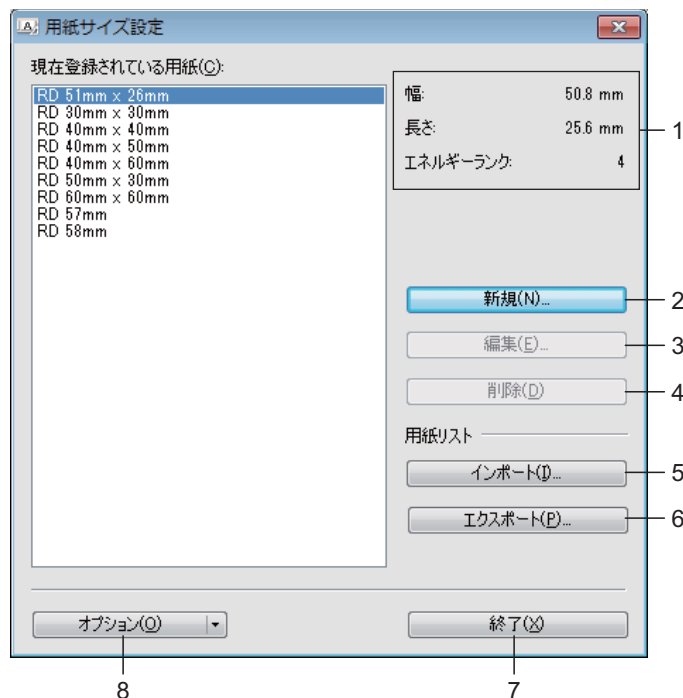 用紙サイズ設定
現在登録されている用紙(C):
RD 51mm x 26mm
RD 30mm x 30mm
RD 40mm x 40mm
RD 40mm x 50mm
RD 40mm x 60mm
RD 50mm x 30mm
RD 60mm x 60mm
RD 57mm
RD 58mm
幅: 50.8 mm
長さ: 25.6 mm
エネルギーランク: 4
1
新規(N)...
2
編集(E)...
3
削除(D)
4
用紙リスト
インポート(I)...
5
エクスポート(P)...
6
オプション(O)
終了(X)
8
7